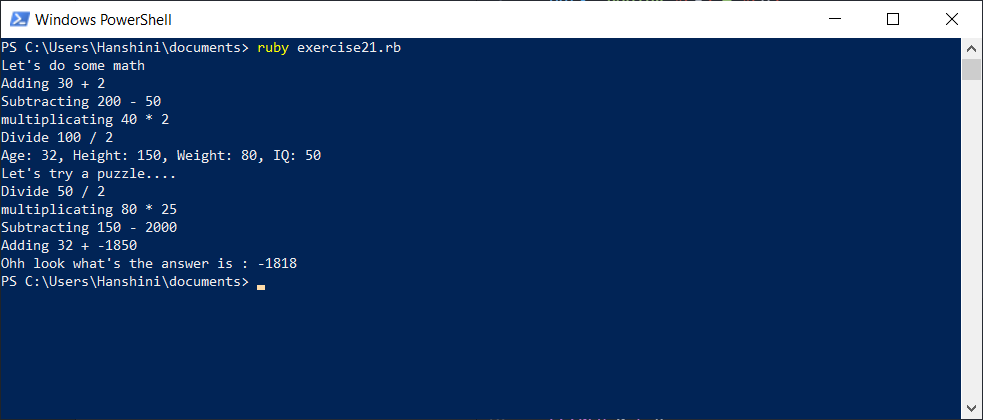 Windows PowerShell
PS C:\Users\Hanshini\documents> ruby exercise21.rb
Let's do some math
Adding 30 + 2
Subtracting 200 - 50
multiplicating 40 * 2
Divide 100 / 2
Age: 32, Height: 150, Weight: 80, IQ: 50
Let's try a puzzle....
Divide 50 / 2
multiplicating 80 * 25
Subtracting 150 - 2000
Adding 32 + -1850
Ohh look what's the answer is : -1818
PS C:\Users\Hanshini\documents>